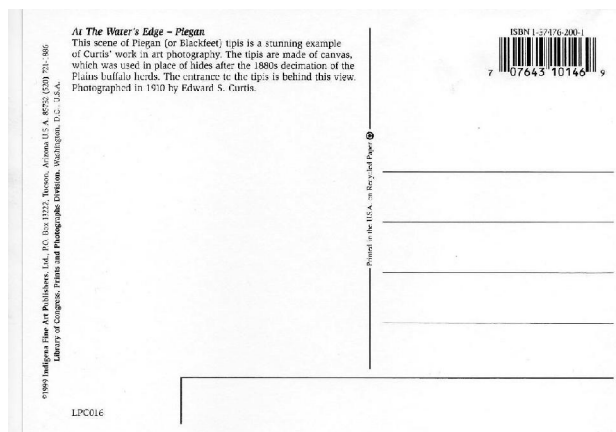 At The Water's Edge – Piegan
This scene of Piegan (or Blackfeet) tipis is a stunning example
of Curtis' work in art photography. The tipis are made of canvas,
which was used in place of hides after the 1880s decimation of the
Plains buffalo herds. The entrance to the tipis is behind this view.
Photographed in 1910 by Edward S. Curtis.
©1999 Indigena Fine Art Publishers, Ltd., P.O. Box 13222, Tucson, Arizona U.S.A. 85732 (520) 721-1886
Library of Congress, Prints and Photographs Division, Washington, D.C., U.S.A.
Printed in the U.S.A. on Recycled Paper
ISBN 1-57476-200-1
7 07643 10146 9
LPC016